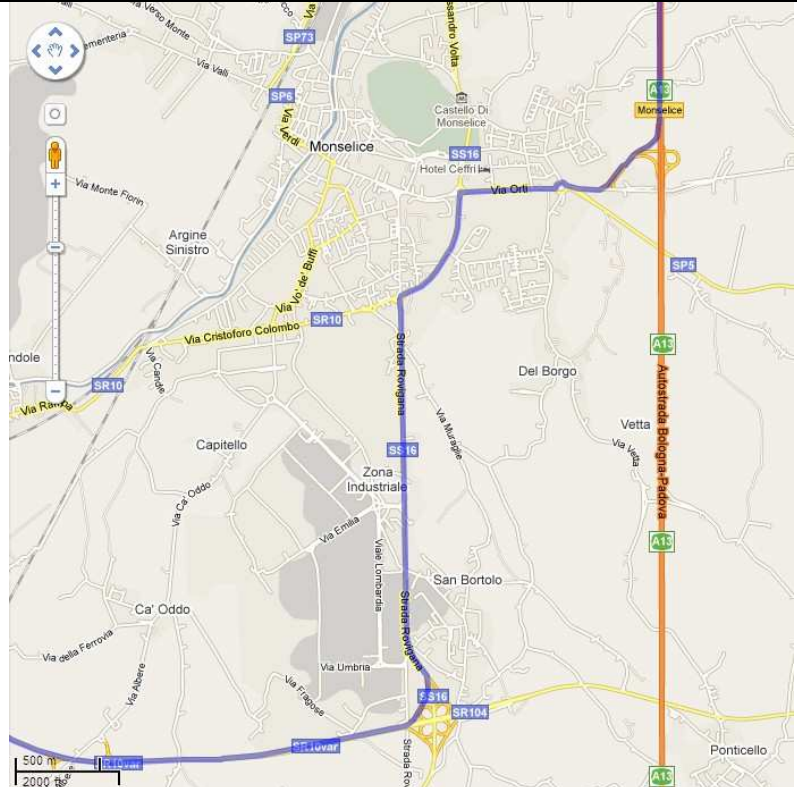 Via Verso Monte
SP73
Via Valli
SP6
Via Verdi
Monselice
Alessandro Volta
Castello Di
Monselice
SS16
Hotel Ceffri
A13
Monselice
Via Orti
Via Monte Fiorin
Argine
Sinistro
Via Vo' de' Buffi
SP5
SR10
Via Cristoforo Colombo
Via Candie
SR10
Strada Rovigana
A13
Del Borgo
Autostrada Bologna-Padova
Via Muraglie
Vetta
Via Vetta
Capitello
SS16
Zona
Industriale
Via Ca' Oddo
Via Emilia
Viale Lombardia
A13
San Bortolo
Ca' Oddo
Strada Rovigana
Via della Ferrovia
Via Albere
Via Umbria
Via Fragose
SS16
SR104
SR10var
SR10var
Ponticello
A13
500 m
2000 ft